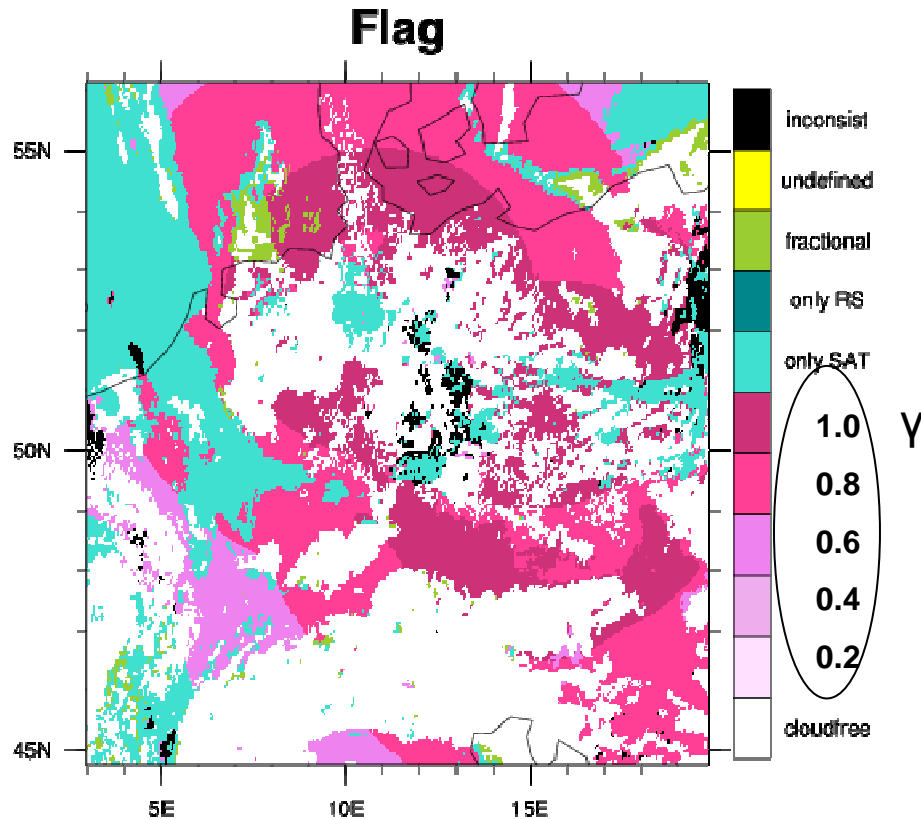 Flag
55N
50N
45N
5E
10E
15E
inconsist
undefined
fractional
only RS
only SAT
1.0
γ
0.8
0.6
0.4
0.2
cloudfree